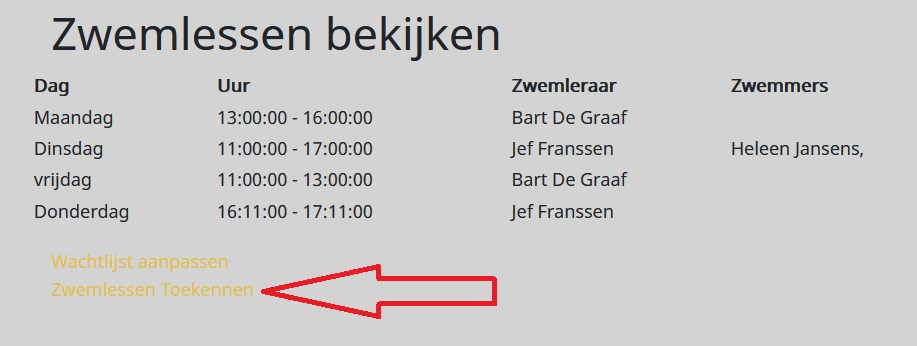 Zwemlessen bekijken
Dag Uur Zwemleraar Zwemmers
Maandag 13:00:00 - 16:00:00 Bart De Graaf
Dinsdag 11:00:00 - 17:00:00 Jef Franssen Heleen Jansens,
vrijdag 11:00:00 - 13:00:00 Bart De Graaf
Donderdag 16:11:00 - 17:11:00 Jef Franssen
Wachtlijst aanpassen
Zwemlessen Toekennen